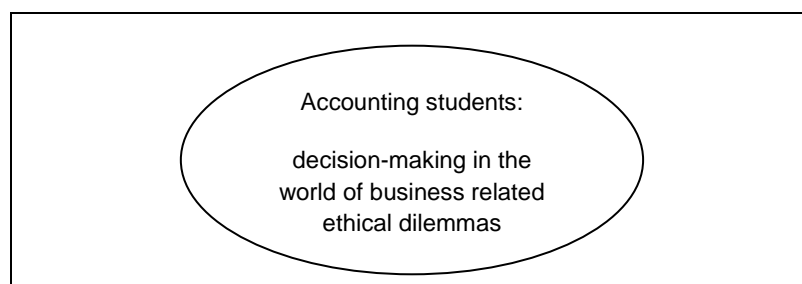 Accounting students:
decision-making in the
world of business related
ethical dilemmas